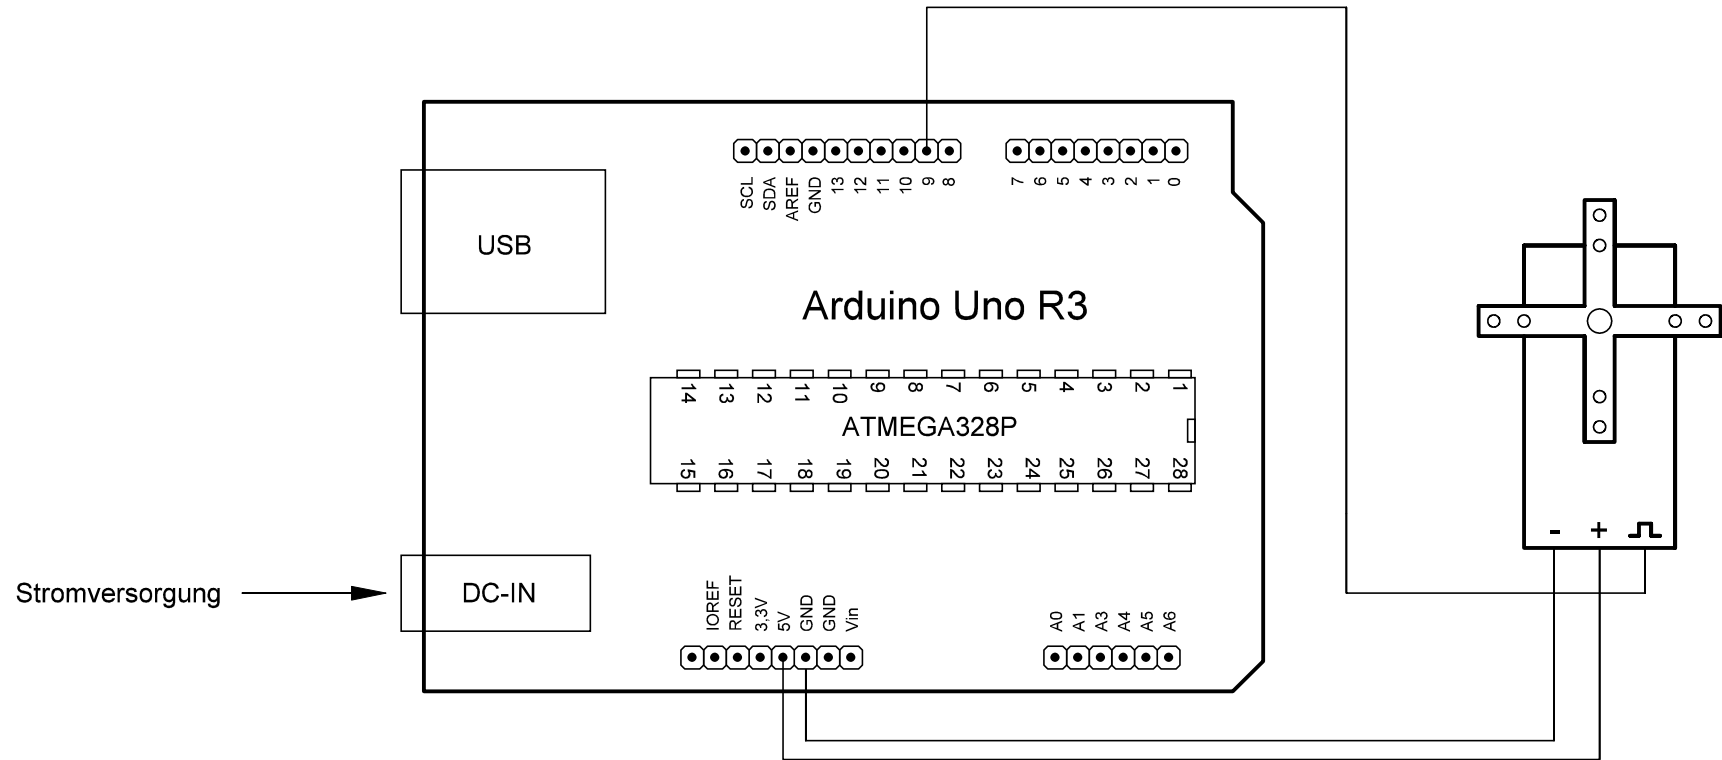 SCL SDA AREF GND 13 12 11 10 9 8 7 6 5 4 3 2 1 0
USB
Arduino Uno R3
14 13 12 11 10 9 8 7 6 5 4 3 2 1
ATMEGA328P
15 16 17 18 19 20 21 22 23 24 25 26 27 28
- +
Stromversorgung
DC-IN
IOREF RESET 3,3V 5V GND GND Vin A0 A1 A3 A4 A5 A6